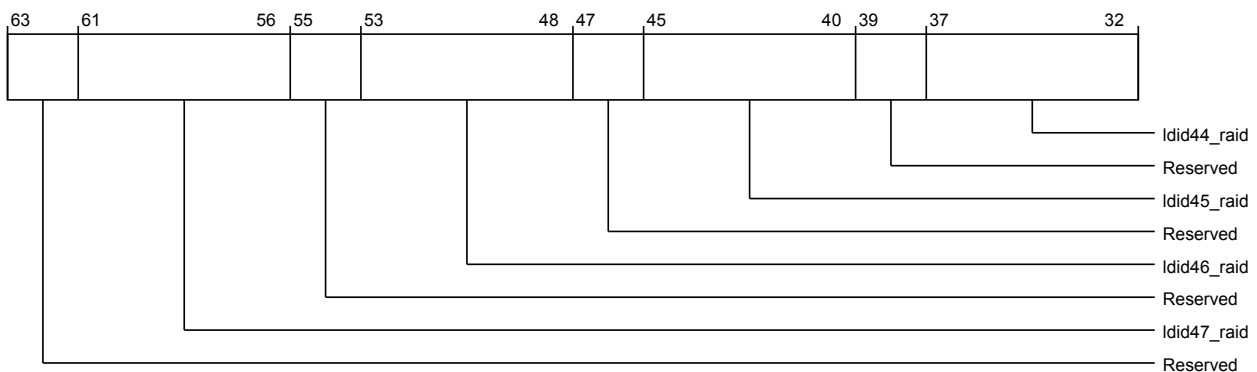 63 61 56 55 53 48 47 45 40 39 37 32
ldid44_raid
Reserved
ldid45_raid
Reserved
ldid46_raid
Reserved
ldid47_raid
Reserved